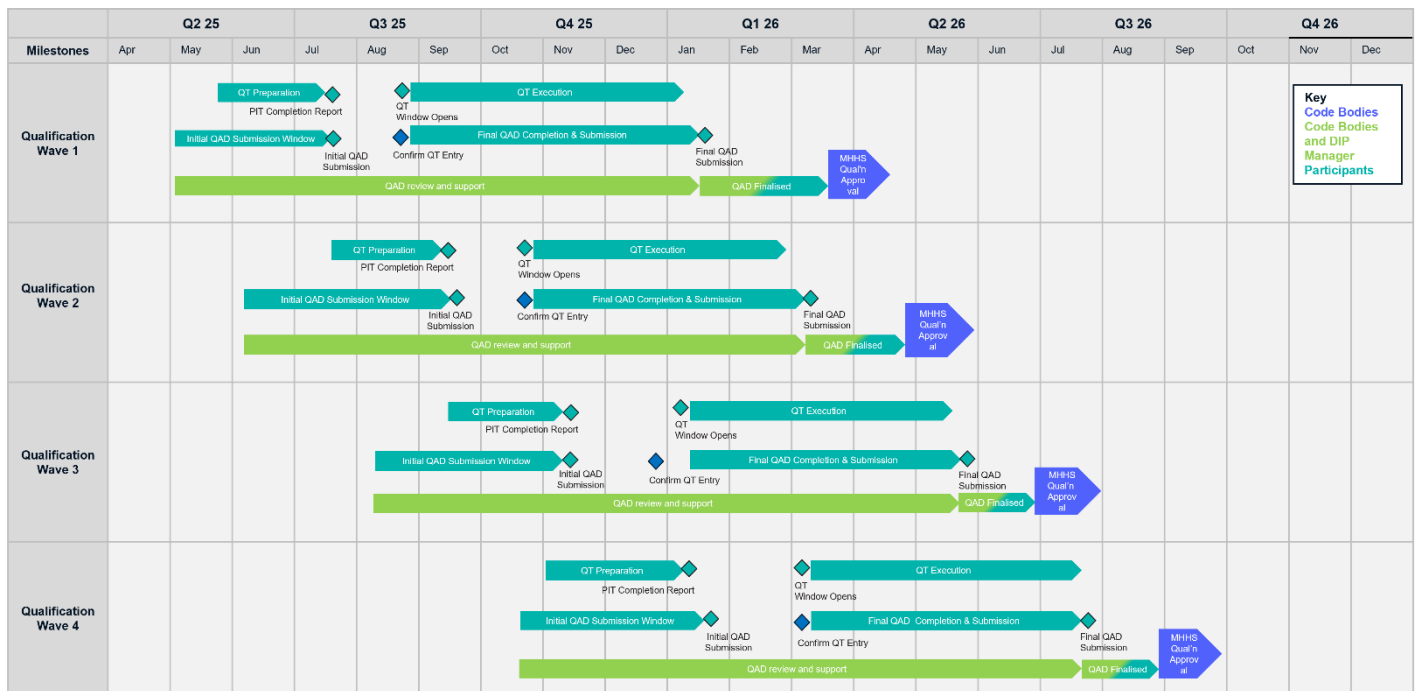 Q2 25 Q3 25 Q4 25 Q1 26 Q2 26 Q3 26 Q4 26
Milestones Apr May Jun Jul Aug Sep Oct Nov Dec Jan Feb Mar Apr May Jun Jul Aug Sep Oct Nov Dec
Key
Code Bodies
Code Bodies
and DIP
Manager
Participants
Qualification
Wave 1
QT Preparation
PIT Completion Report
QT
Window Opens
QT Execution
Initial QAD Submission Window
Initial QAD
Submission
Confirm QT Entry
Final QAD Completion & Submission
Final QAD
Submission
QAD review and support
QAD Finalised
MHHS
Qual'n
Appro
val
Qualification
Wave 2
QT Preparation
PIT Completion Report
QT
Window Opens
QT Execution
Initial QAD Submission Window
Initial QAD
Submission
Confirm QT Entry
Final QAD Completion & Submission
Final QAD
Submission
QAD review and support
QAD Finalised
MHHS
Qual'n
Approv
al
Qualification
Wave 3
QT Preparation
PIT Completion Report
QT
Window Opens
QT Execution
Initial QAD Submission Window
Initial QAD
Submission
Confirm QT Entry
Final QAD Completion & Submission
Final QAD
Submission
QAD review and support
QAD Finalised
MHHS
Qual'n
Approv
al
Qualification
Wave 4
QT Preparation
PIT Completion Report
QT
Window Opens
QT Execution
Initial QAD Submission Window
Initial QAD
Submission
Confirm QT Entry
Final QAD Completion & Submission
Final QAD
Submission
QAD review and support
QAD Finalised
MHHS
Qual'n
Approv
al